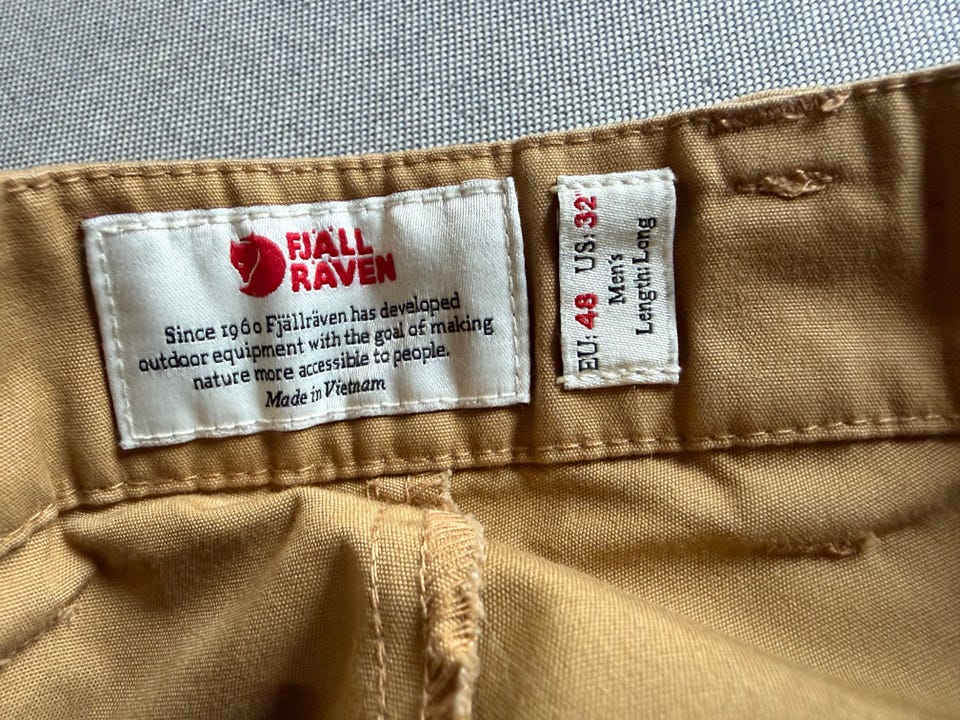 FJÄLL
RÄVEN
Since 1960 Fjällräven has developed
outdoor equipment with the goal of making
nature more accessible to people.
Made in Vietnam
EU: 48 US: 32"
Men's
Length: Long